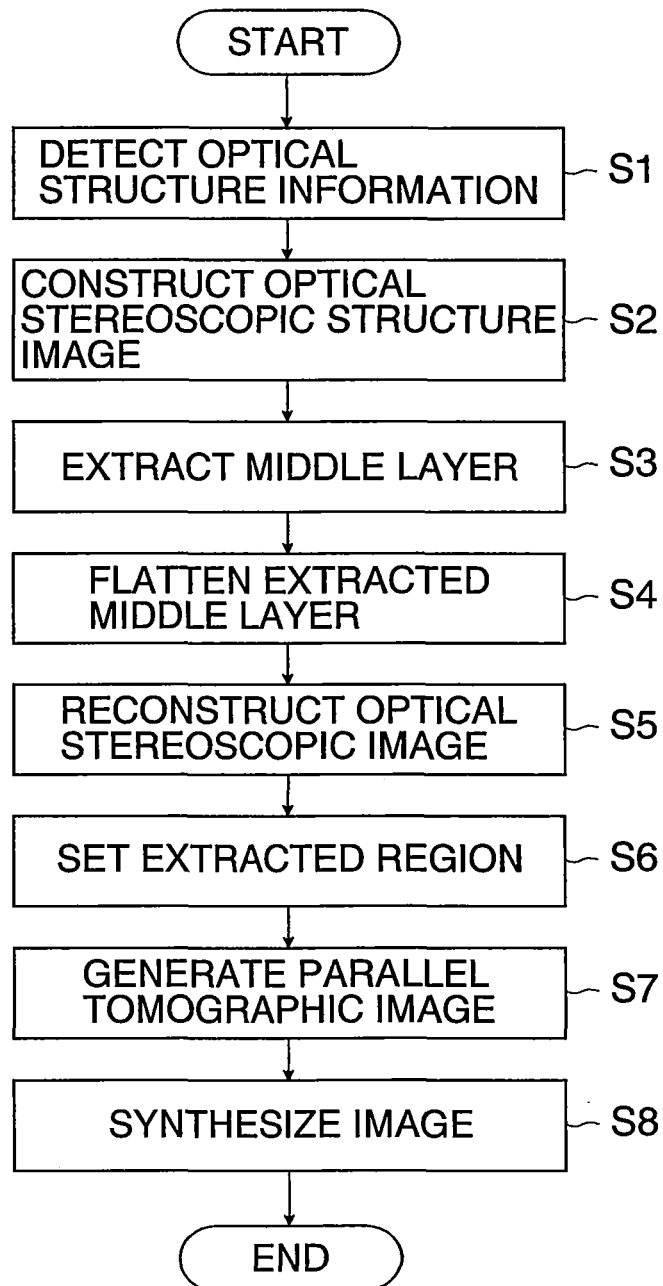 START
DETECT OPTICAL
STRUCTURE INFORMATION
S1
CONSTRUCT OPTICAL
STEREOSCOPIC STRUCTURE
IMAGE
S2
EXTRACT MIDDLE LAYER
S3
FLATTEN EXTRACTED
MIDDLE LAYER
S4
RECONSTRUCT OPTICAL
STEREOSCOPIC IMAGE
S5
SET EXTRACTED REGION
S6
GENERATE PARALLEL
TOMOGRAPHIC IMAGE
S7
SYNTHESIZE IMAGE
S8
END